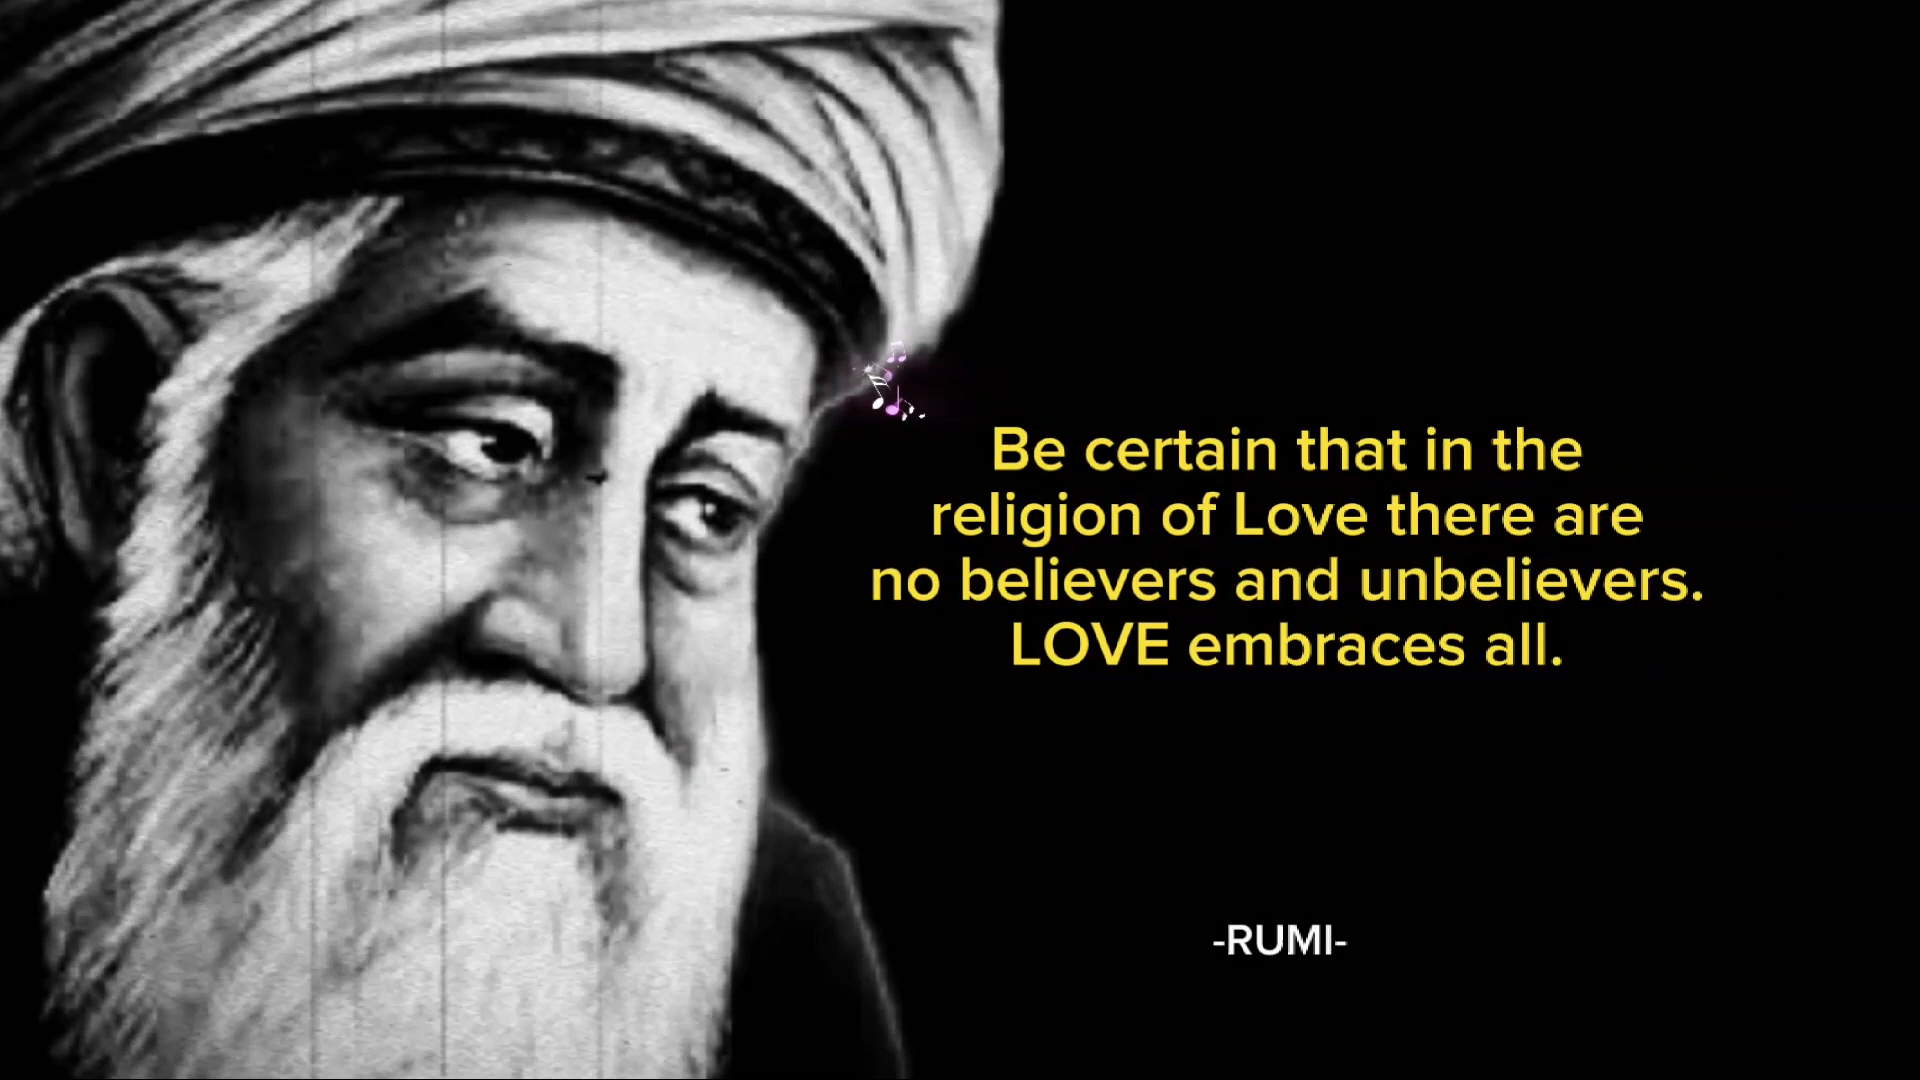 Be certain that in the
religion of Love there are
no believers and unbelievers.
LOVE embraces all.
-RUMI-